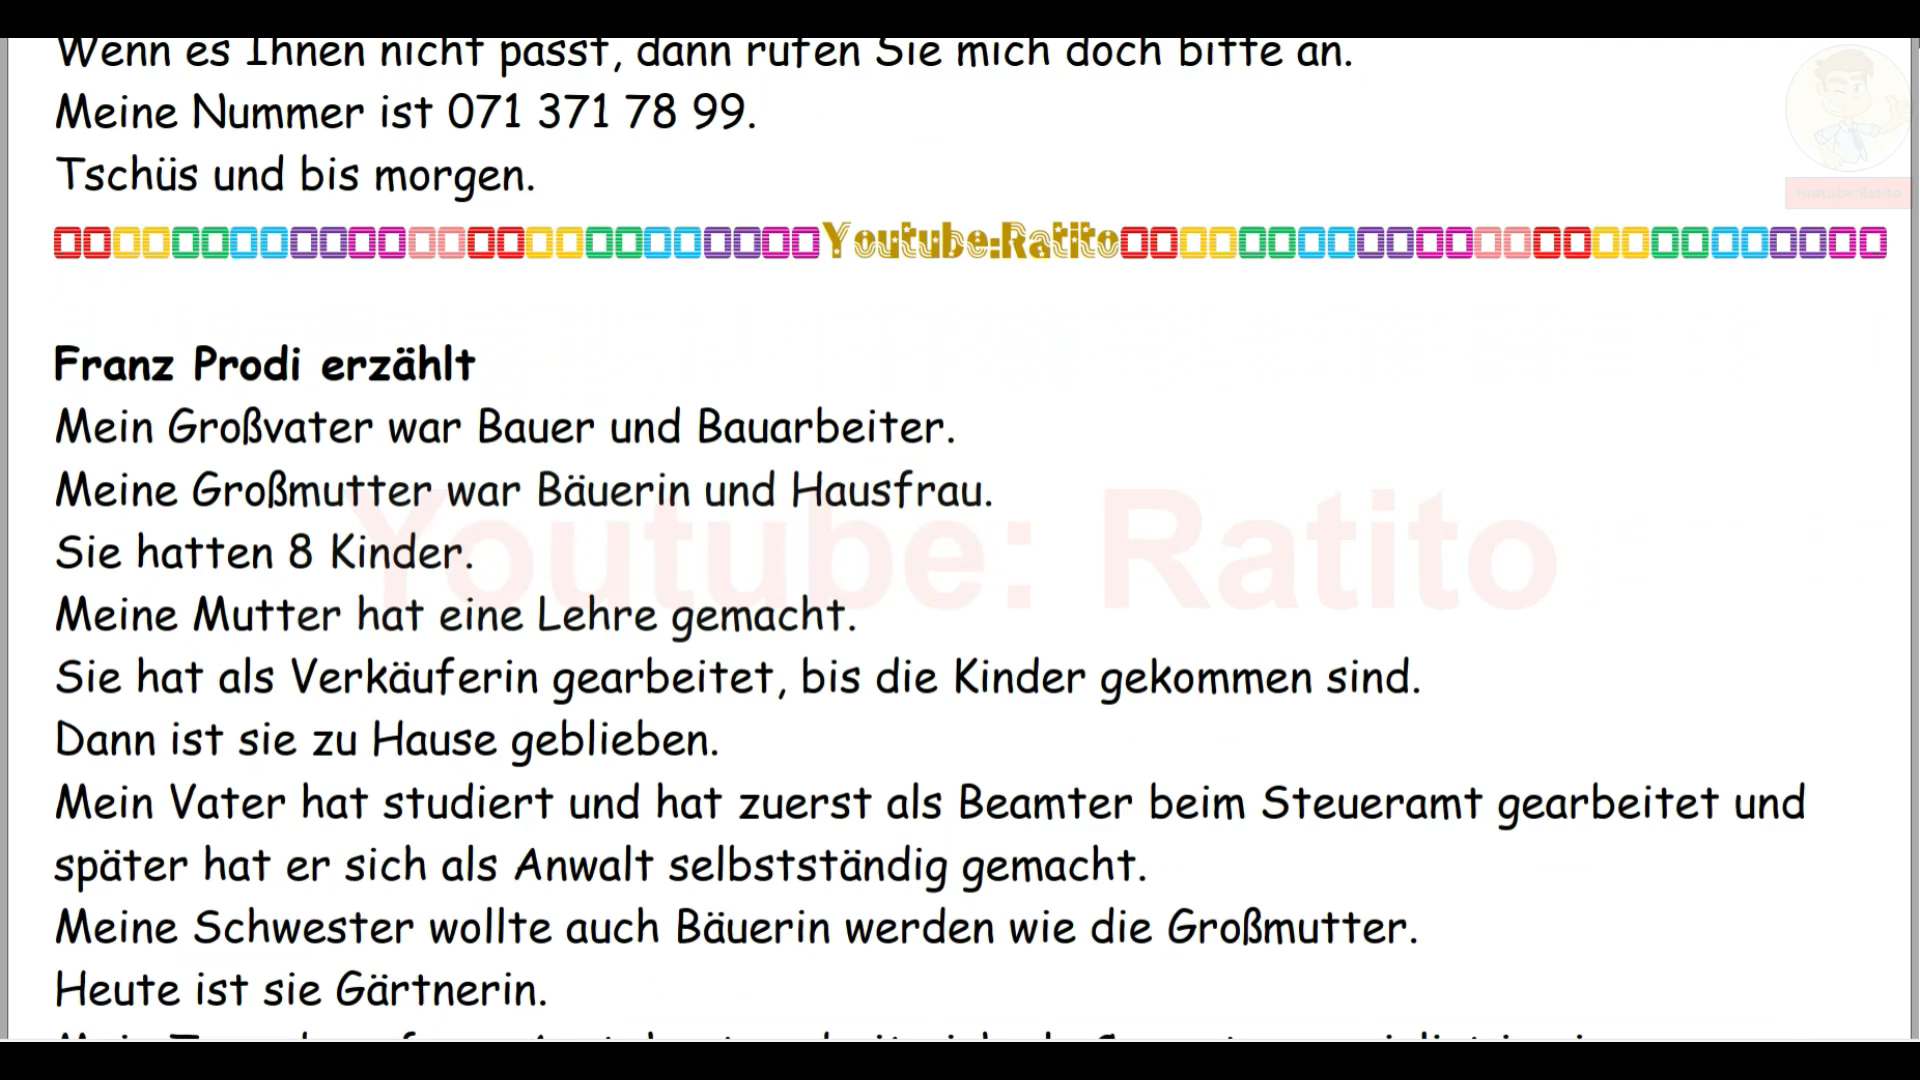 Wenn es Ihnen nicht passt, dann rufen Sie mich doch bitte an.
Meine Nummer ist 071 371 78 99.
Tschüs und bis morgen.
Youtube:Ratito
Youtube:Ratito
Franz Prodi erzählt
Mein Großvater war Bauer und Bauarbeiter.
Meine Großmutter war Bäuerin und Hausfrau.
Youtube: Ratito
Sie hatten 8 Kinder.
Meine Mutter hat eine Lehre gemacht.
Sie hat als Verkäuferin gearbeitet, bis die Kinder gekommen sind.
Dann ist sie zu Hause geblieben.
Mein Vater hat studiert und hat zuerst als Beamter beim Steueramt gearbeitet und
später hat er sich als Anwalt selbstständig gemacht.
Meine Schwester wollte auch Bäuerin werden wie die Großmutter.
Heute ist sie Gärtnerin.